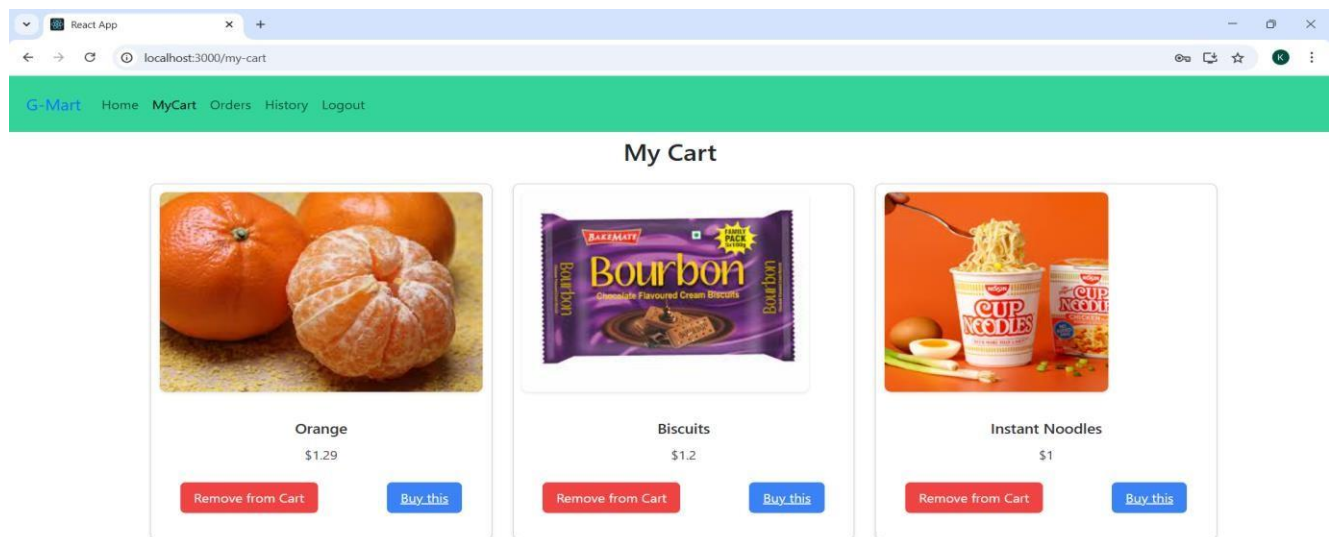 React App
localhost:3000/my-cart
K
G-Mart Home MyCart Orders History Logout
My Cart
BAKEMATE
FAMILY
PACK
Bourbon
Bourbon
Bourbon
Chocolate Flavoured Cream Biscuits
NISSIN
CUP
NOODLES
CUP
Orange
Biscuits
Instant Noodles
$1.29
$1.2
$1
Remove from Cart Buy this
Remove from Cart Buy this
Remove from Cart Buy this